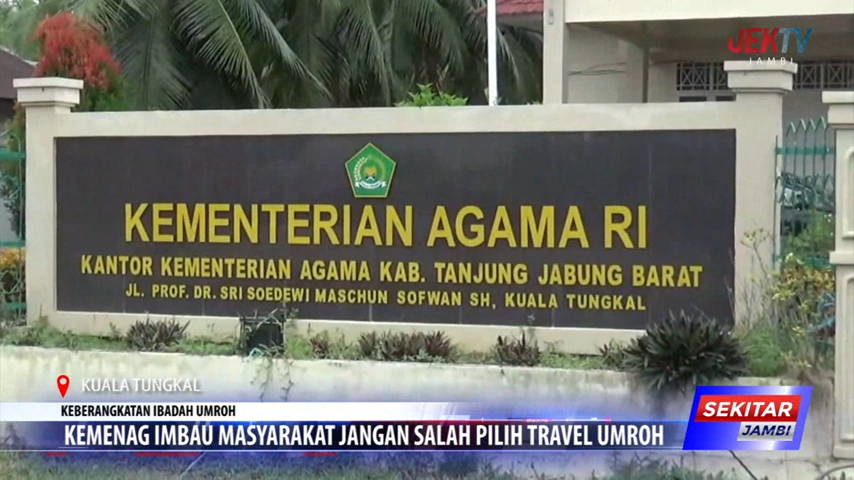 JEKTV
JAMBI
KEMENTERIAN AGAMA RI
KANTOR KEMENTERIAN AGAMA KAB. TANJUNG JABUNG BARAT
JL. PROF. DR. SRI SOEDEWI MASCHUN SOFWAN SH, KUALA TUNGKAL
KUALA TUNGKAL
KEBERANGKATAN IBADAH UMROH
KEMENAG IMBAU MASYARAKAT JANGAN SALAH PILIH TRAVEL UMROH
SEKITAR
JAMBI